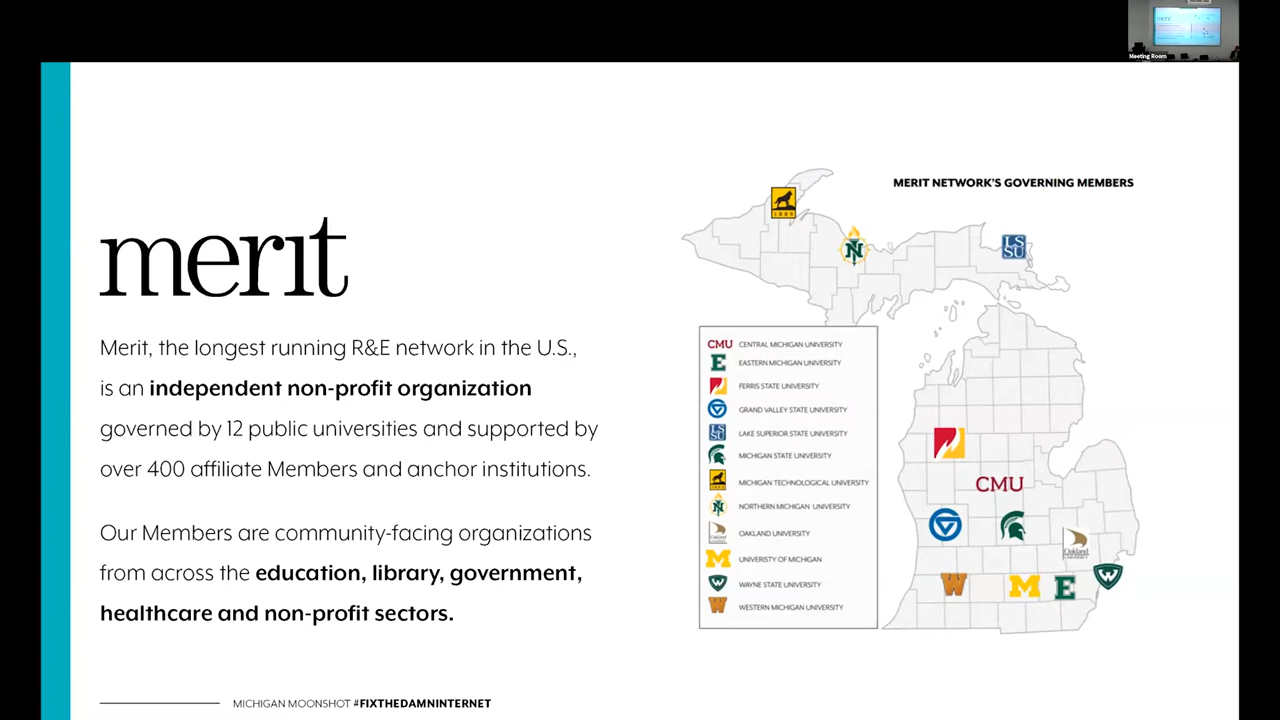 Meeting Room
MERIT NETWORK'S GOVERNING MEMBERS
merit
Merit, the longest running R&E network in the U.S.,
is an independent non-profit organization
governed by 12 public universities and supported by
over 400 affiliate Members and anchor institutions.
Our Members are community-facing organizations
from across the education, library, government,
healthcare and non-profit sectors.
1885
N
LS
SU
CMU CENTRAL MICHIGAN UNIVERSITY
E EASTERN MICHIGAN UNIVERSITY
FERRIS STATE UNIVERSITY
GRAND VALLEY STATE UNIVERSITY
LS
SU LAKE SUPERIOR STATE UNIVERSITY
MICHIGAN STATE UNIVERSITY
MICHIGAN TECHNOLOGICAL UNIVERSITY
N NORTHERN MICHIGAN UNIVERSITY
OAKLAND UNIVERSITY
M UNIVERISTY OF MICHIGAN
W WAYNE STATE UNIVERSITY
W WESTERN MICHIGAN UNIVERSITY
CMU
Oakland
UNIVERSITY
W
M
E
W
MICHIGAN MOONSHOT #FIXTHEDAMNINTERNET